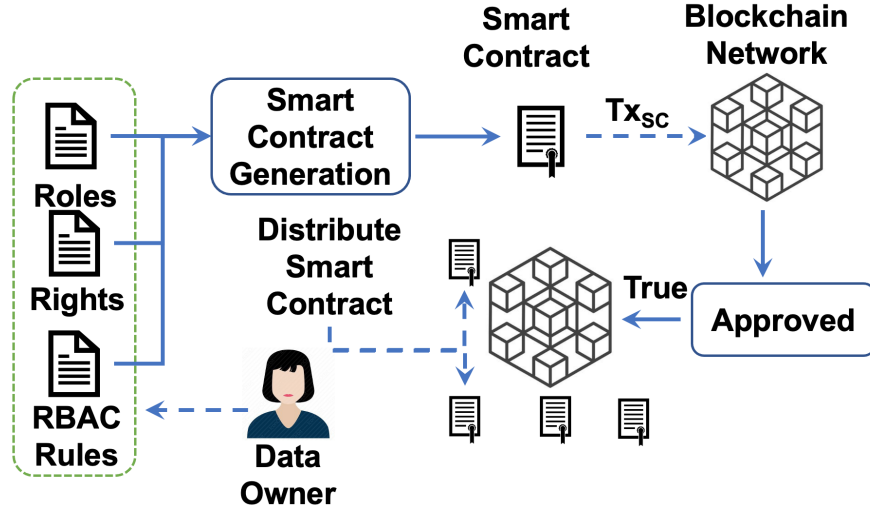 Smart
Contract
Blockchain
Network
Smart
Contract
Generation
Tx_SC
Roles
Rights
RBAC
Rules
Distribute
Smart
Contract
True
Approved
Data
Owner